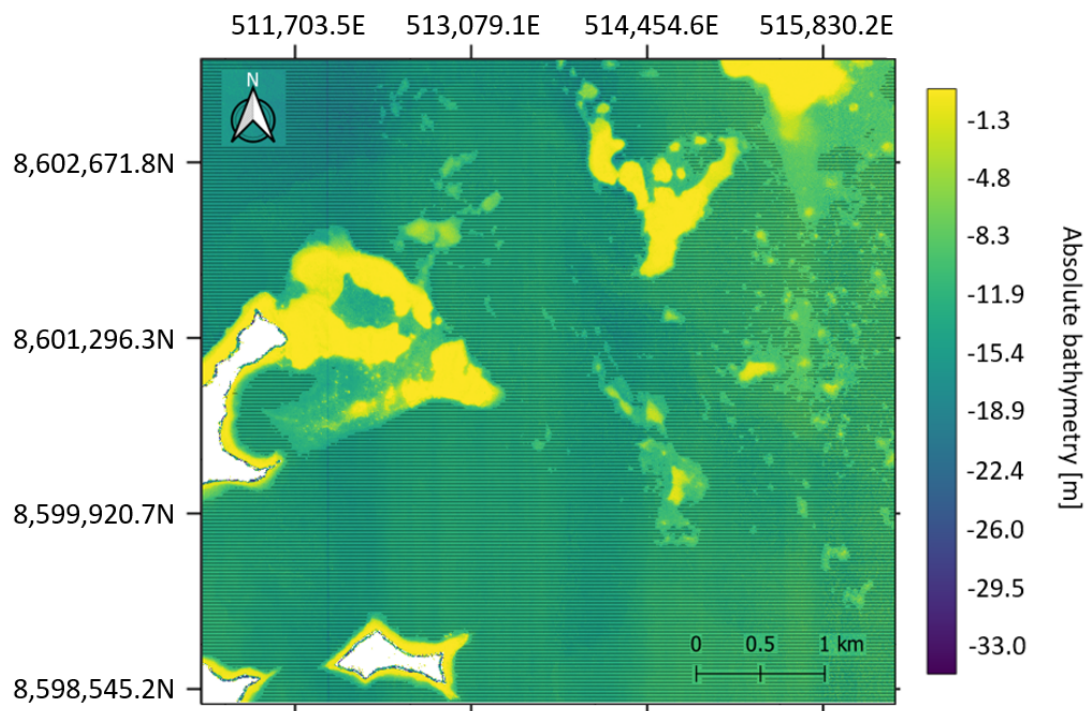 511,703.5E 513,079.1E 514,454.6E 515,830.2E
N
8,602,671.8N
8,601,296.3N
8,599,920.7N
8,598,545.2N
0 0.5 1 km
-1.3
-4.8
-8.3
-11.9
-15.4
-18.9
-22.4
-26.0
-29.5
-33.0
Absolute bathymetry [m]